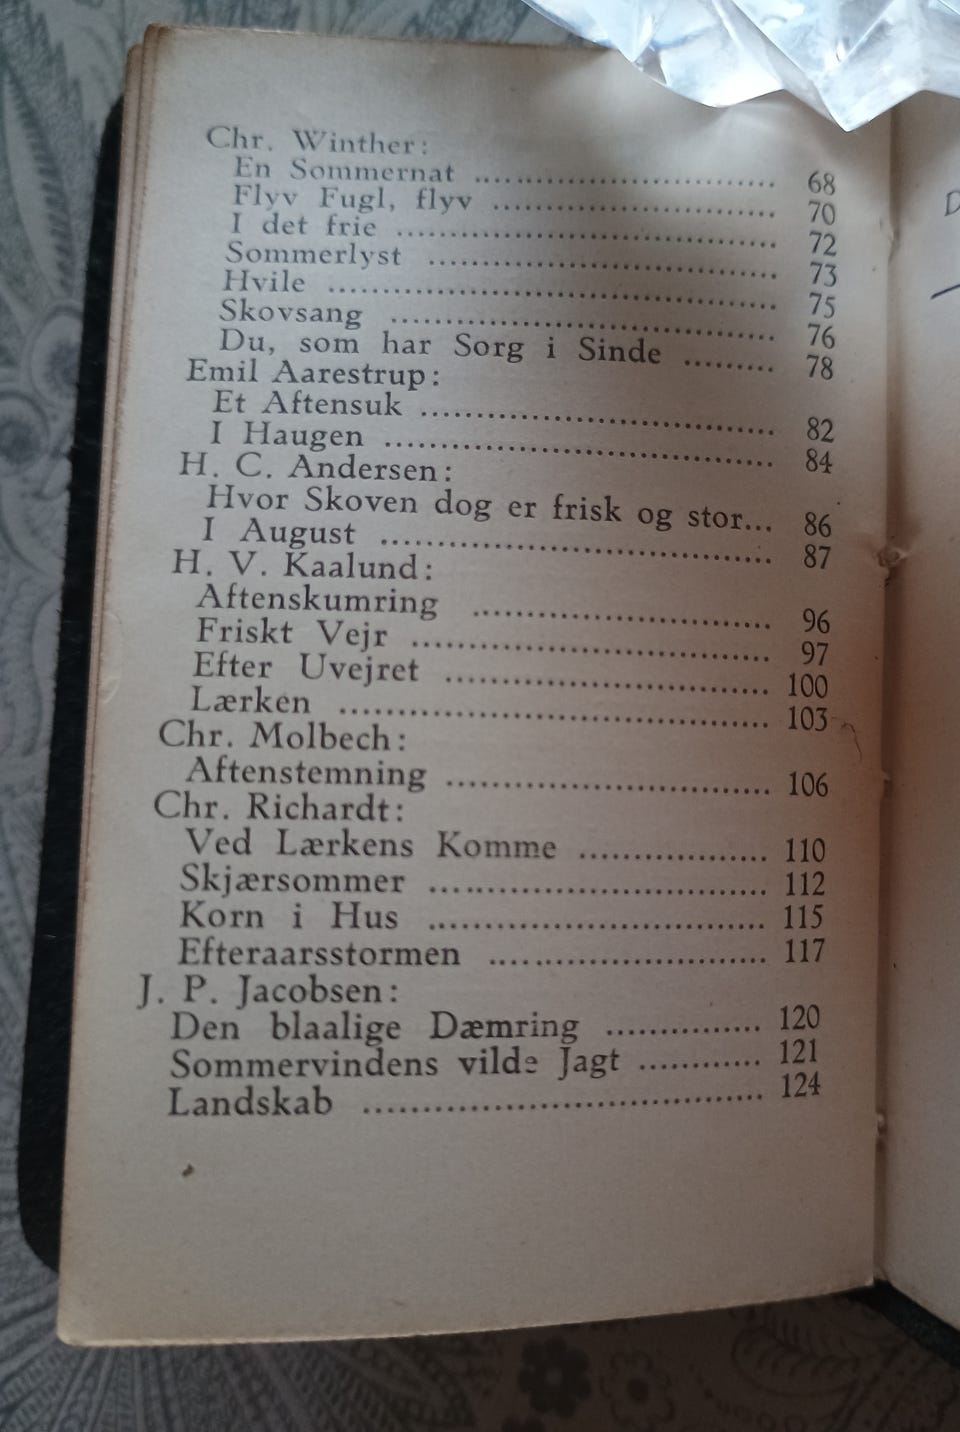 Chr. Winther:
En Sommernat ................................ 68
Flyv Fugl, flyv .............................. 70
I det frie ........................................ 72
Sommerlyst ..................................... 73
Hvile ............................................... 75
Skovsang ......................................... 76
Du, som har Sorg i Sinde ......... 78
Emil Aarestrup:
Et Aftensuk ..................................... 82
I Haugen ......................................... 84
H. C. Andersen:
Hvor Skoven dog er frisk og stor... 86
I August .......................................... 87
H. V. Kaalund:
Aftenskumring ................................ 96
Friskt Vejr ...................................... 97
Efter Uvejret .................................. 100
Lærken ............................................ 103
Chr. Molbech:
Aftenstemning ................................ 106
Chr. Richardt:
Ved Lærkens Komme ................... 110
Skjærsommer .................................. 112
Korn i Hus ..................................... 115
Efteraarsstormen ............................ 117
J. P. Jacobsen:
Den blaalige Dæmring ............... 120
Sommervindens vilde Jagt ............ 121
Landskab ........................................ 124